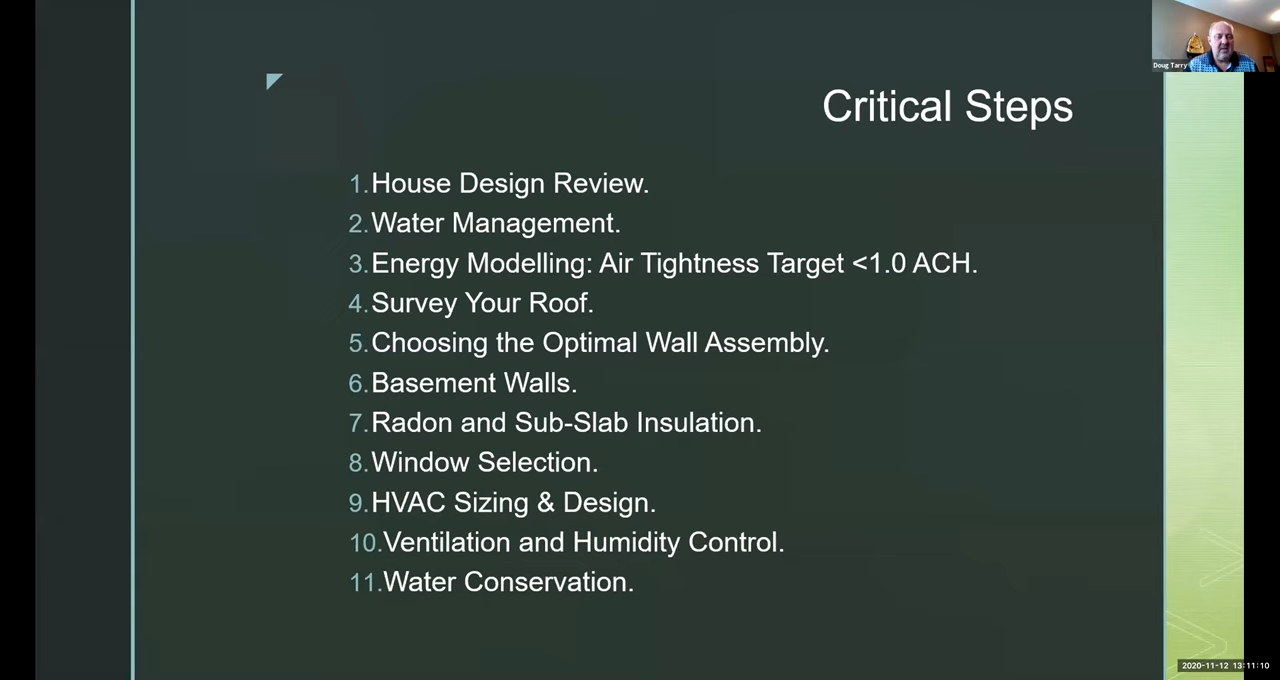 Doug Tarry
Critical Steps
1.House Design Review.
2.Water Management.
3.Energy Modelling: Air Tightness Target <1.0 ACH.
4.Survey Your Roof.
5.Choosing the Optimal Wall Assembly.
6.Basement Walls.
7.Radon and Sub-Slab Insulation.
8.Window Selection.
9.HVAC Sizing & Design.
10.Ventilation and Humidity Control.
11.Water Conservation.
2020-11-12 13:11:10